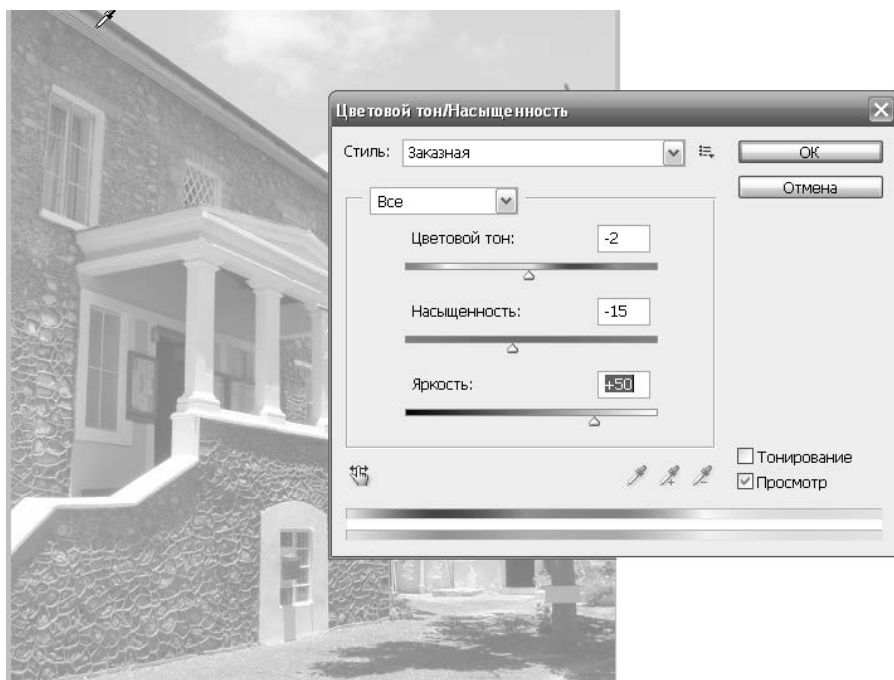 Цветовой тон/Насыщенность
Стиль: Заказная
OK
Отмена
Все
Цветовой тон: -2
Насыщенность: -15
Яркость: +50
Тонирование
Просмотр